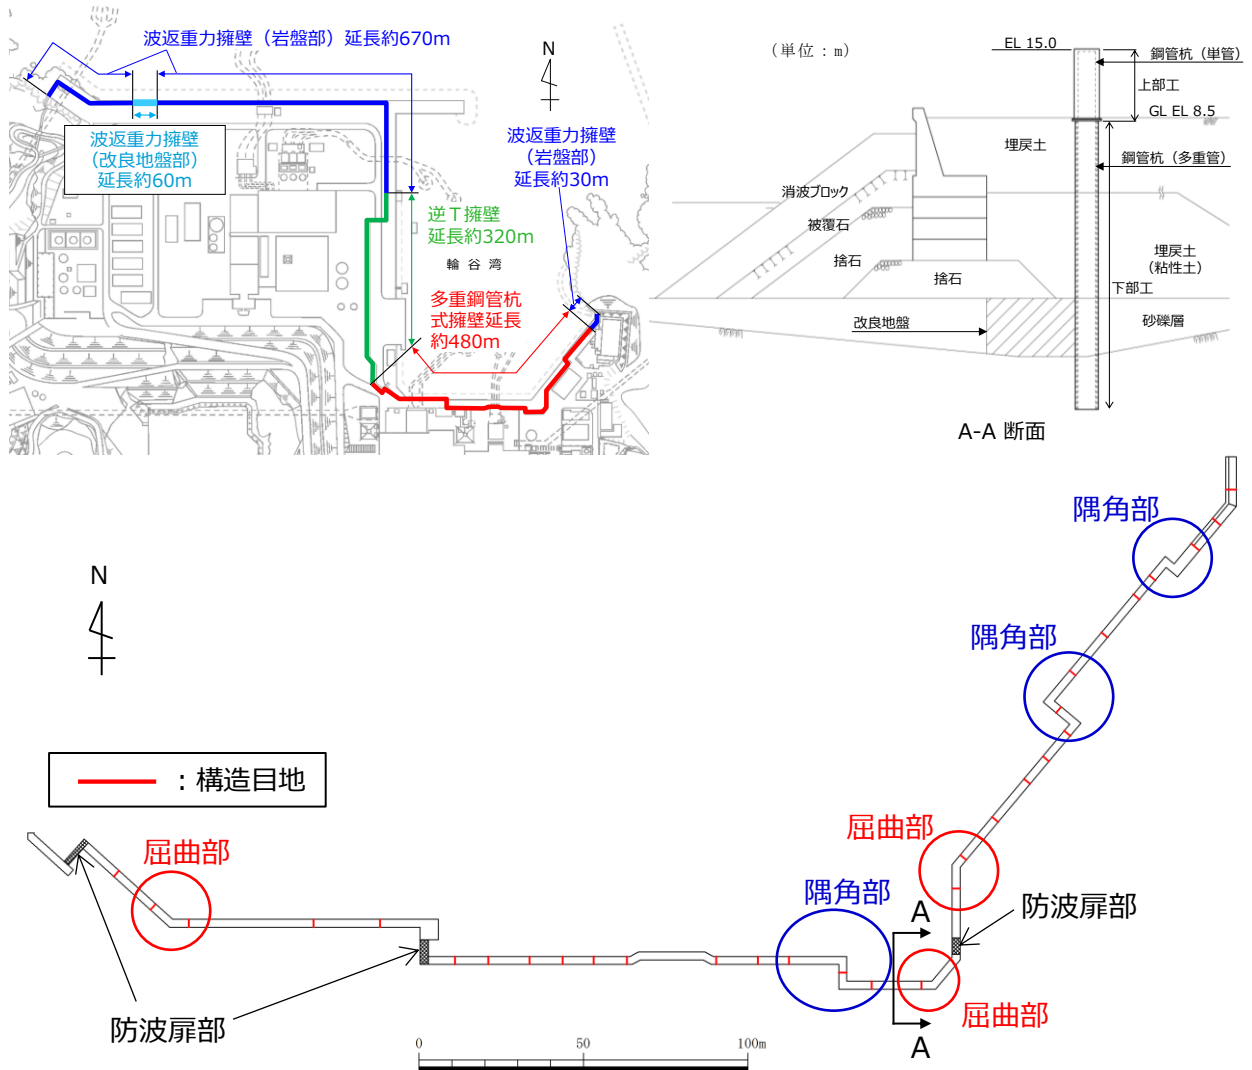 波返重力擁壁（岩盤部）延長約670m
N
波返重力擁壁
（改良地盤部）
延長約60m
波返重力擁壁
（岩盤部）
延長約30m
逆T擁壁
延長約320m
輪谷湾
多重鋼管杭
式擁壁延長
約480m
（単位：m）
EL 15.0
鋼管杭（単管）
上部工
GL EL 8.5
埋戻土
鋼管杭（多重管）
消波ブロック
被覆石
捨石
捨石
埋戻土
（粘性土）
下部工
改良地盤
砂礫層
A-A 断面
隅角部
N
隅角部
：構造目地
屈曲部
屈曲部
隅角部
A
防波扉部
防波扉部
屈曲部
A
0 50 100m